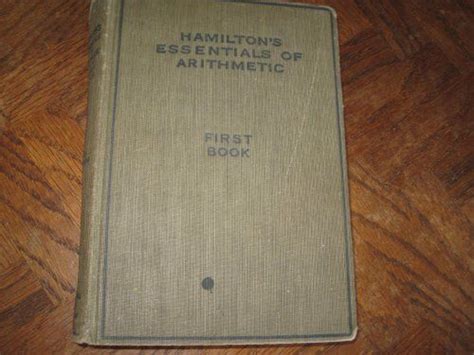 HAMILTON'S
ESSENTIALS OF
ARITHMETIC
FIRST
BOOK